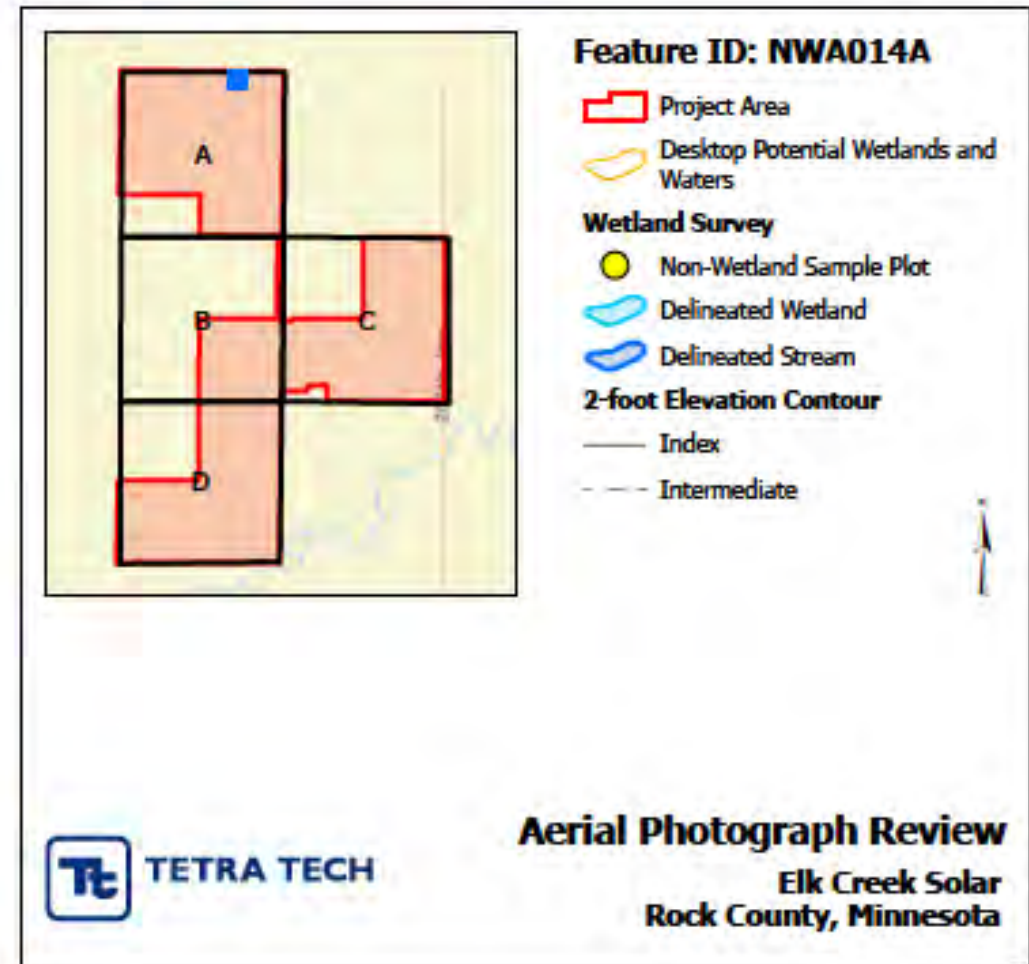 A
B
C
D
Feature ID: NWA014A
Project Area
Desktop Potential Wetlands and
Waters
Wetland Survey
Non-Wetland Sample Plot
Delineated Wetland
Delineated Stream
2-foot Elevation Contour
Index
Intermediate
Tt TETRA TECH
Aerial Photograph Review
Elk Creek Solar
Rock County, Minnesota